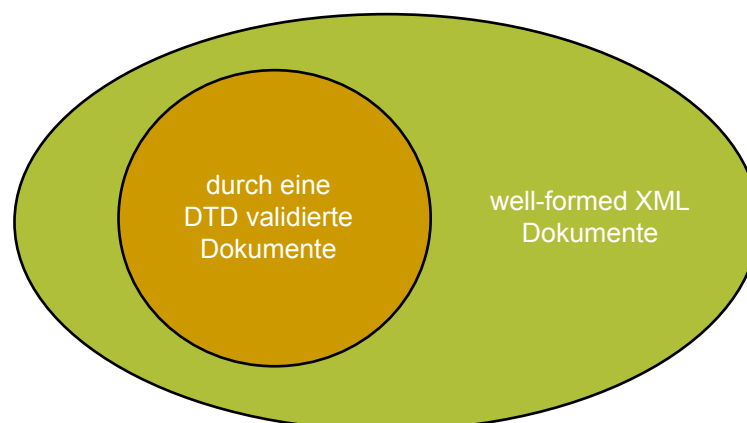 durch eine
DTD validierte
Dokumente
well-formed XML
Dokumente